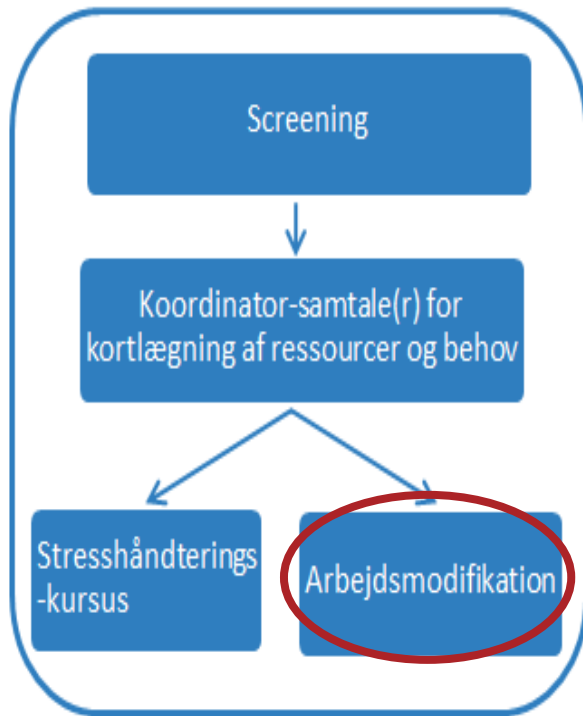 Screening
Koordinator-samtale(r) for
kortlægning af ressourcer og behov
Stresshåndterings
-kursus
Arbejdsmodifikation